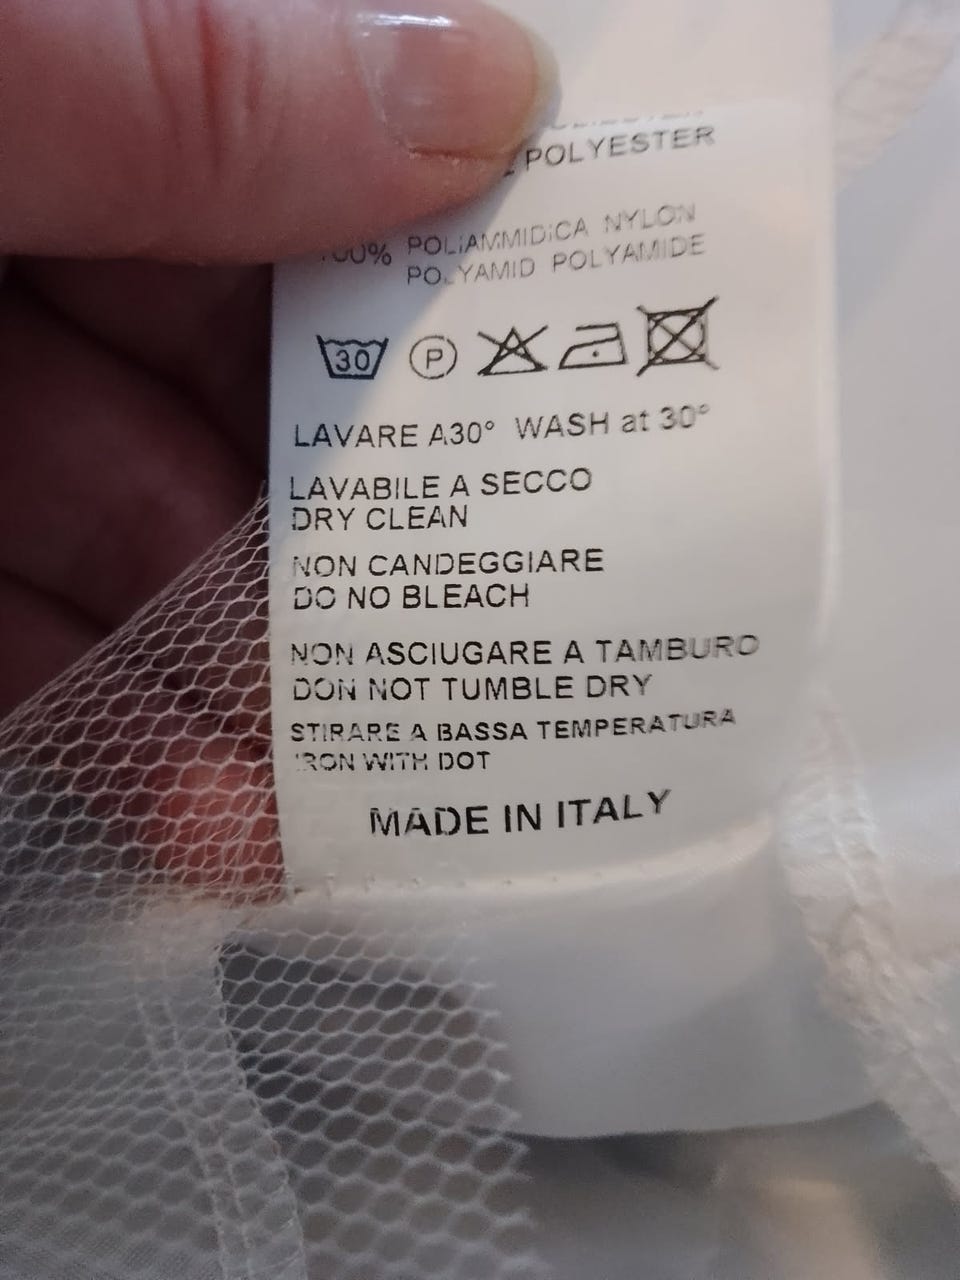 POLYESTER
100% POLIAMMIDICA NYLON
POLYAMID POLYAMIDE
30 P
LAVARE A30° WASH at 30°
LAVABILE A SECCO
DRY CLEAN
NON CANDEGGIARE
DO NO BLEACH
NON ASCIUGARE A TAMBURO
DON NOT TUMBLE DRY
STIRARE A BASSA TEMPERATURA
IRON WITH DOT
MADE IN ITALY